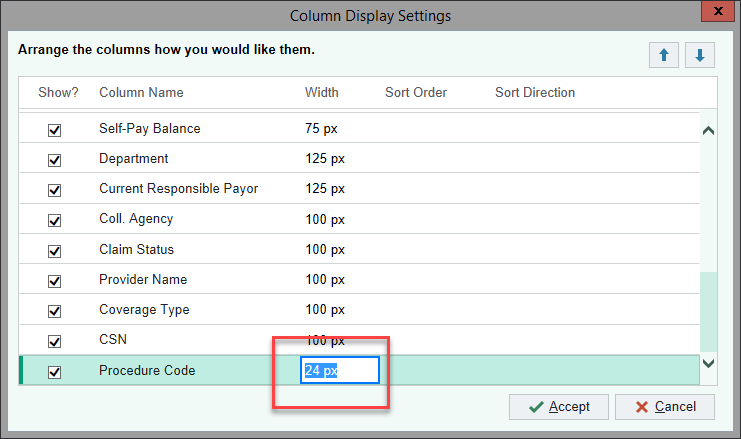 Column Display Settings
Arrange the columns how you would like them.
Show? Column Name Width Sort Order Sort Direction
Self-Pay Balance 75 px
Department 125 px
Current Responsible Payor 125 px
Coll. Agency 100 px
Claim Status 100 px
Provider Name 100 px
Coverage Type 100 px
CSN 100 px
Procedure Code 24 px
Accept Cancel